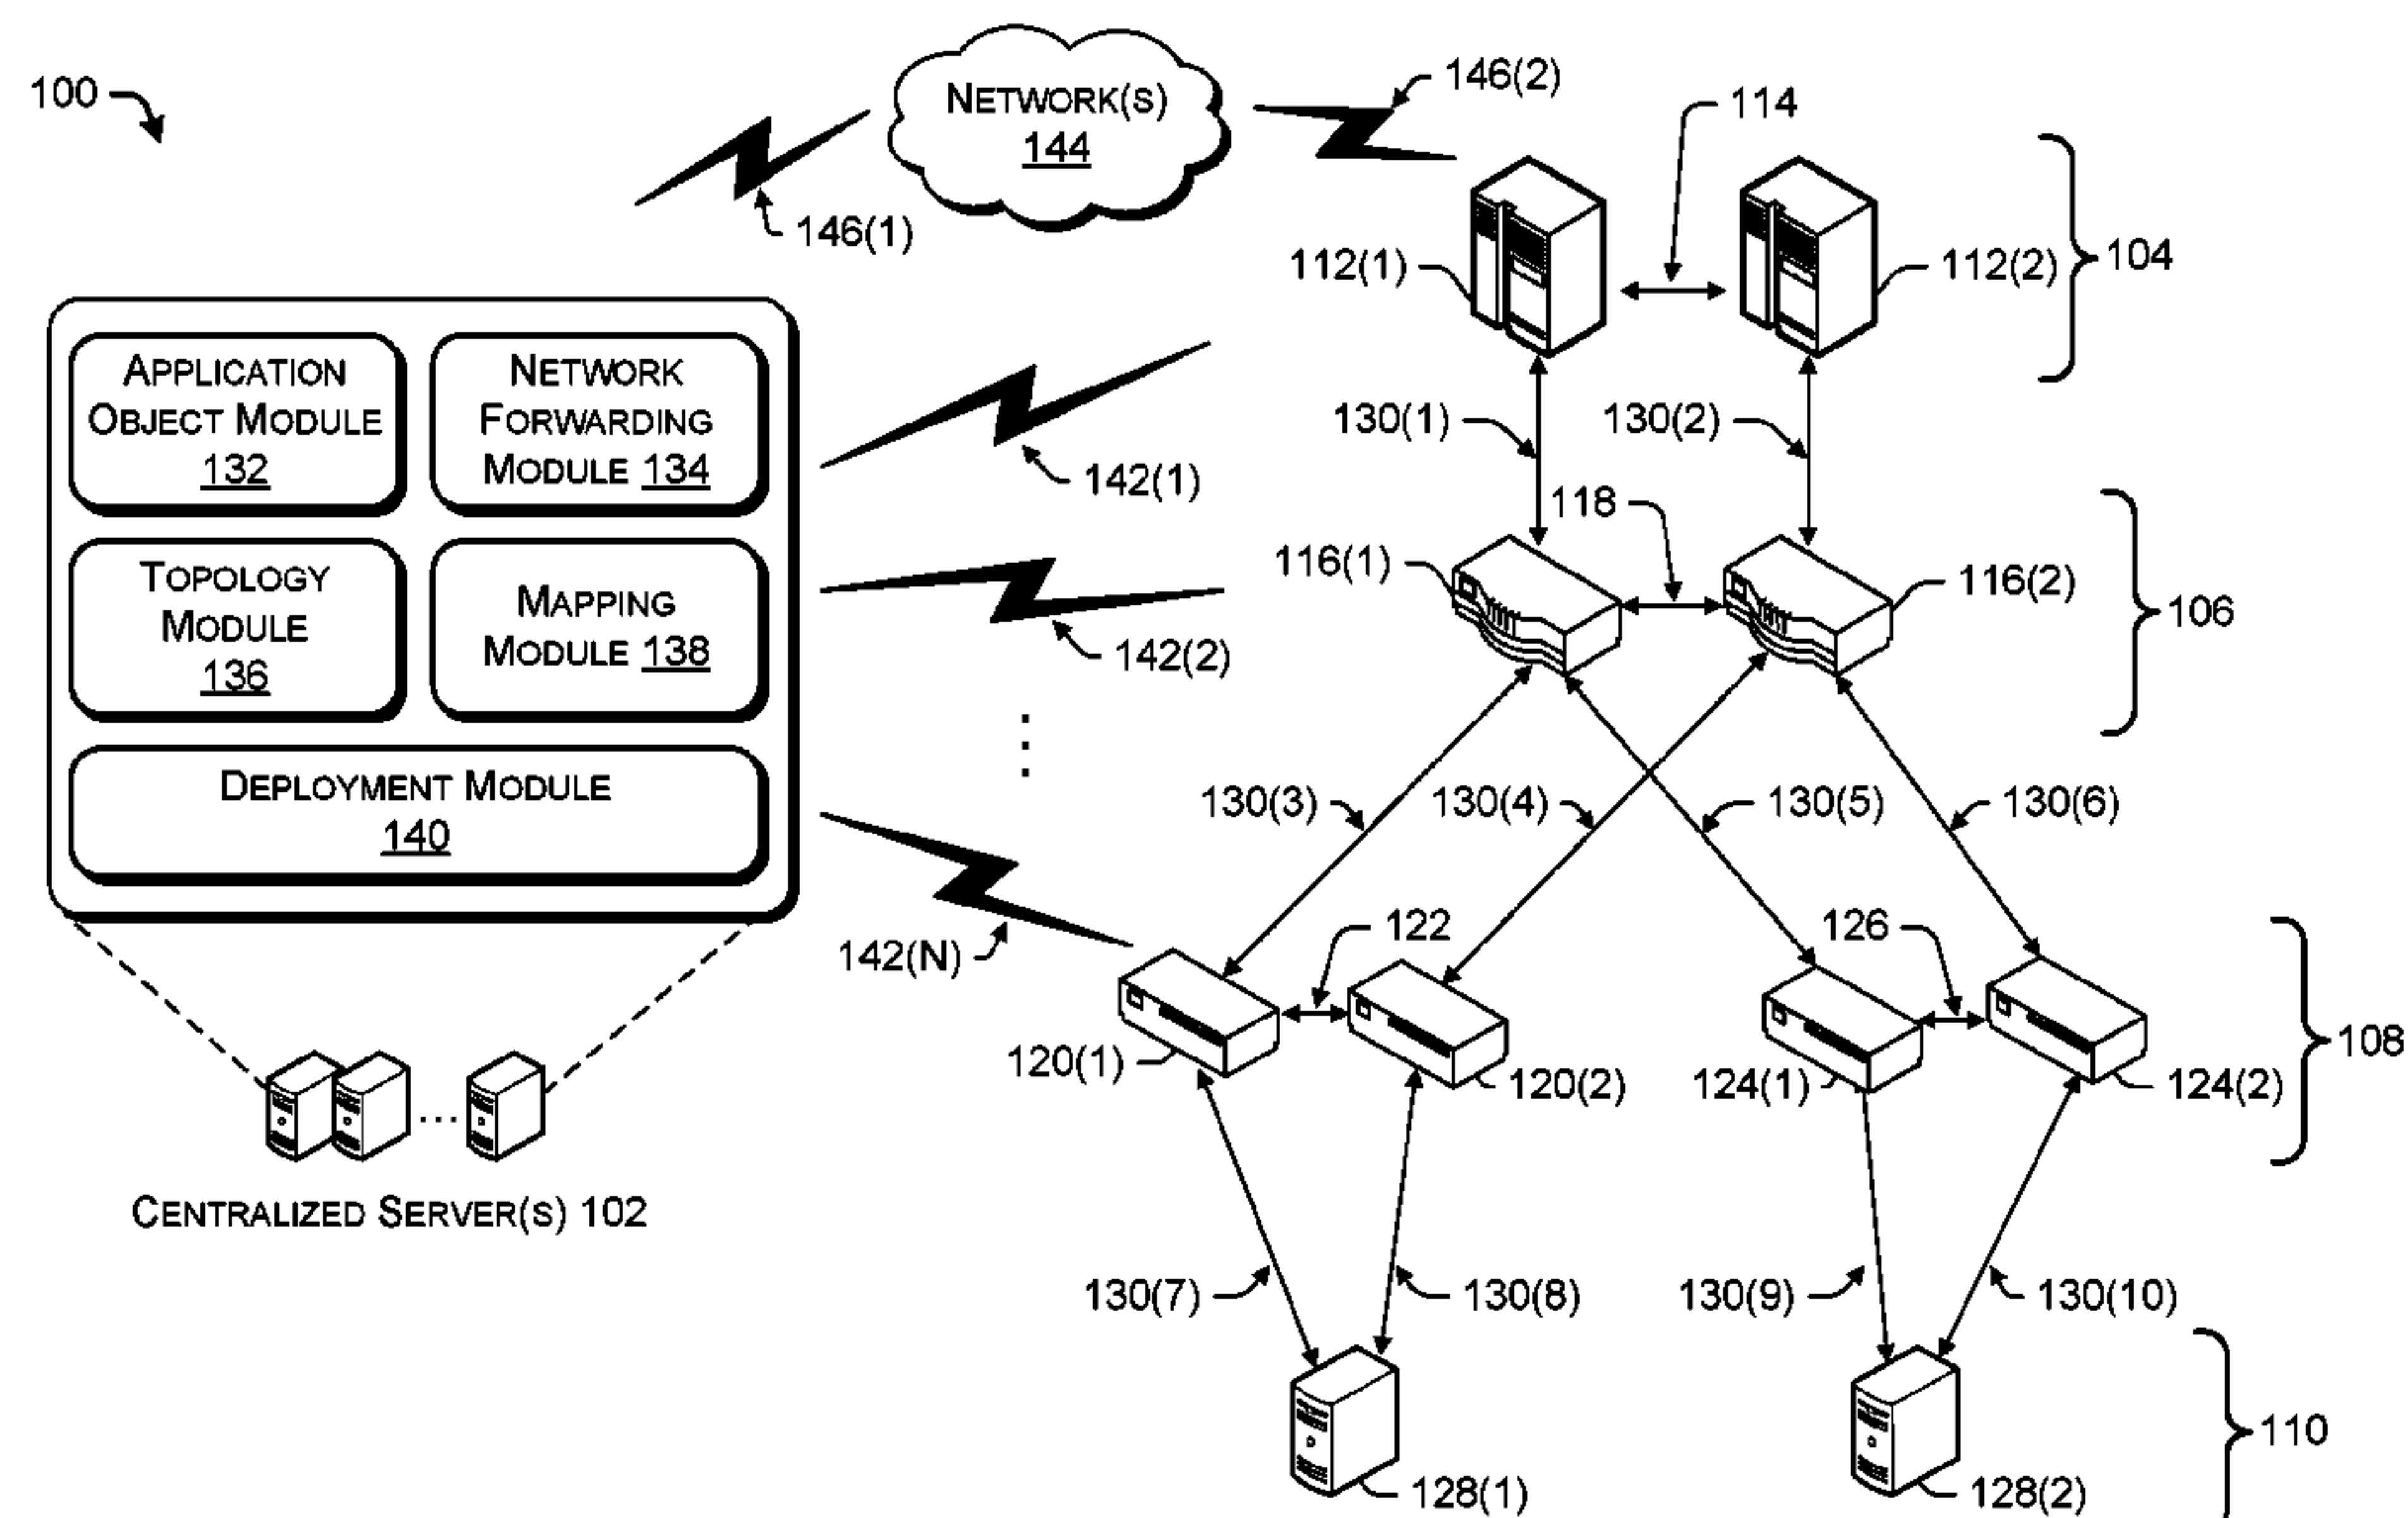 100
NETWORK(S)
144
146(1)
146(2)
114
112(1)
112(2)
104
APPLICATION
OBJECT MODULE
132
NETWORK
FORWARDING
MODULE 134
TOPOLOGY
MODULE
136
MAPPING
MODULE 138
DEPLOYMENT MODULE
140
CENTRALIZED SERVER(S) 102
142(1)
142(2)
142(N)
130(1)
130(2)
118
116(1)
116(2)
106
130(3)
130(4)
130(5)
130(6)
122
126
120(1)
120(2)
124(1)
124(2)
108
130(7)
130(8)
130(9)
130(10)
128(1)
128(2)
110